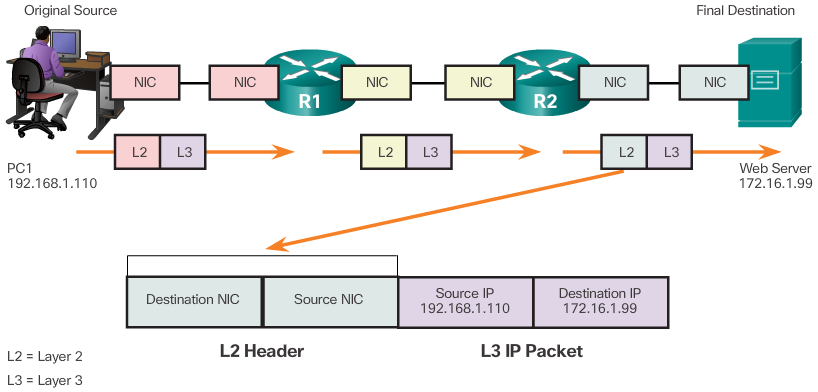 Original Source
Final Destination
NIC
NIC
R1
NIC
NIC
R2
NIC
NIC
L2
L3
L2
L3
L2
L3
PC1
192.168.1.110
Web Server
172.16.1.99
Destination NIC
Source NIC
Source IP
192.168.1.110
Destination IP
172.16.1.99
L2 Header
L3 IP Packet
L2 = Layer 2
L3 = Layer 3